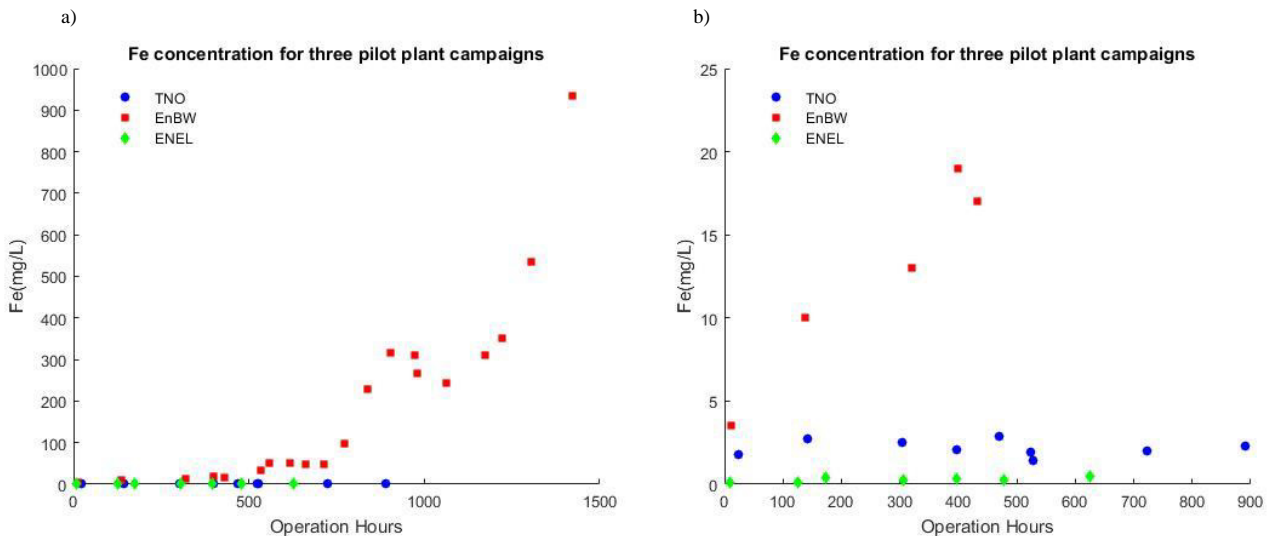 a)
Fe concentration for three pilot plant campaigns
1000
900
800
700
600
500
400
300
200
100
0
Fe(mg/L)
TNO
EnBW
ENEL
0 500 1000 1500
Operation Hours
b)
Fe concentration for three pilot plant campaigns
25
20
15
10
5
0
Fe(mg/L)
TNO
EnBW
ENEL
0 100 200 300 400 500 600 700 800 900
Operation Hours